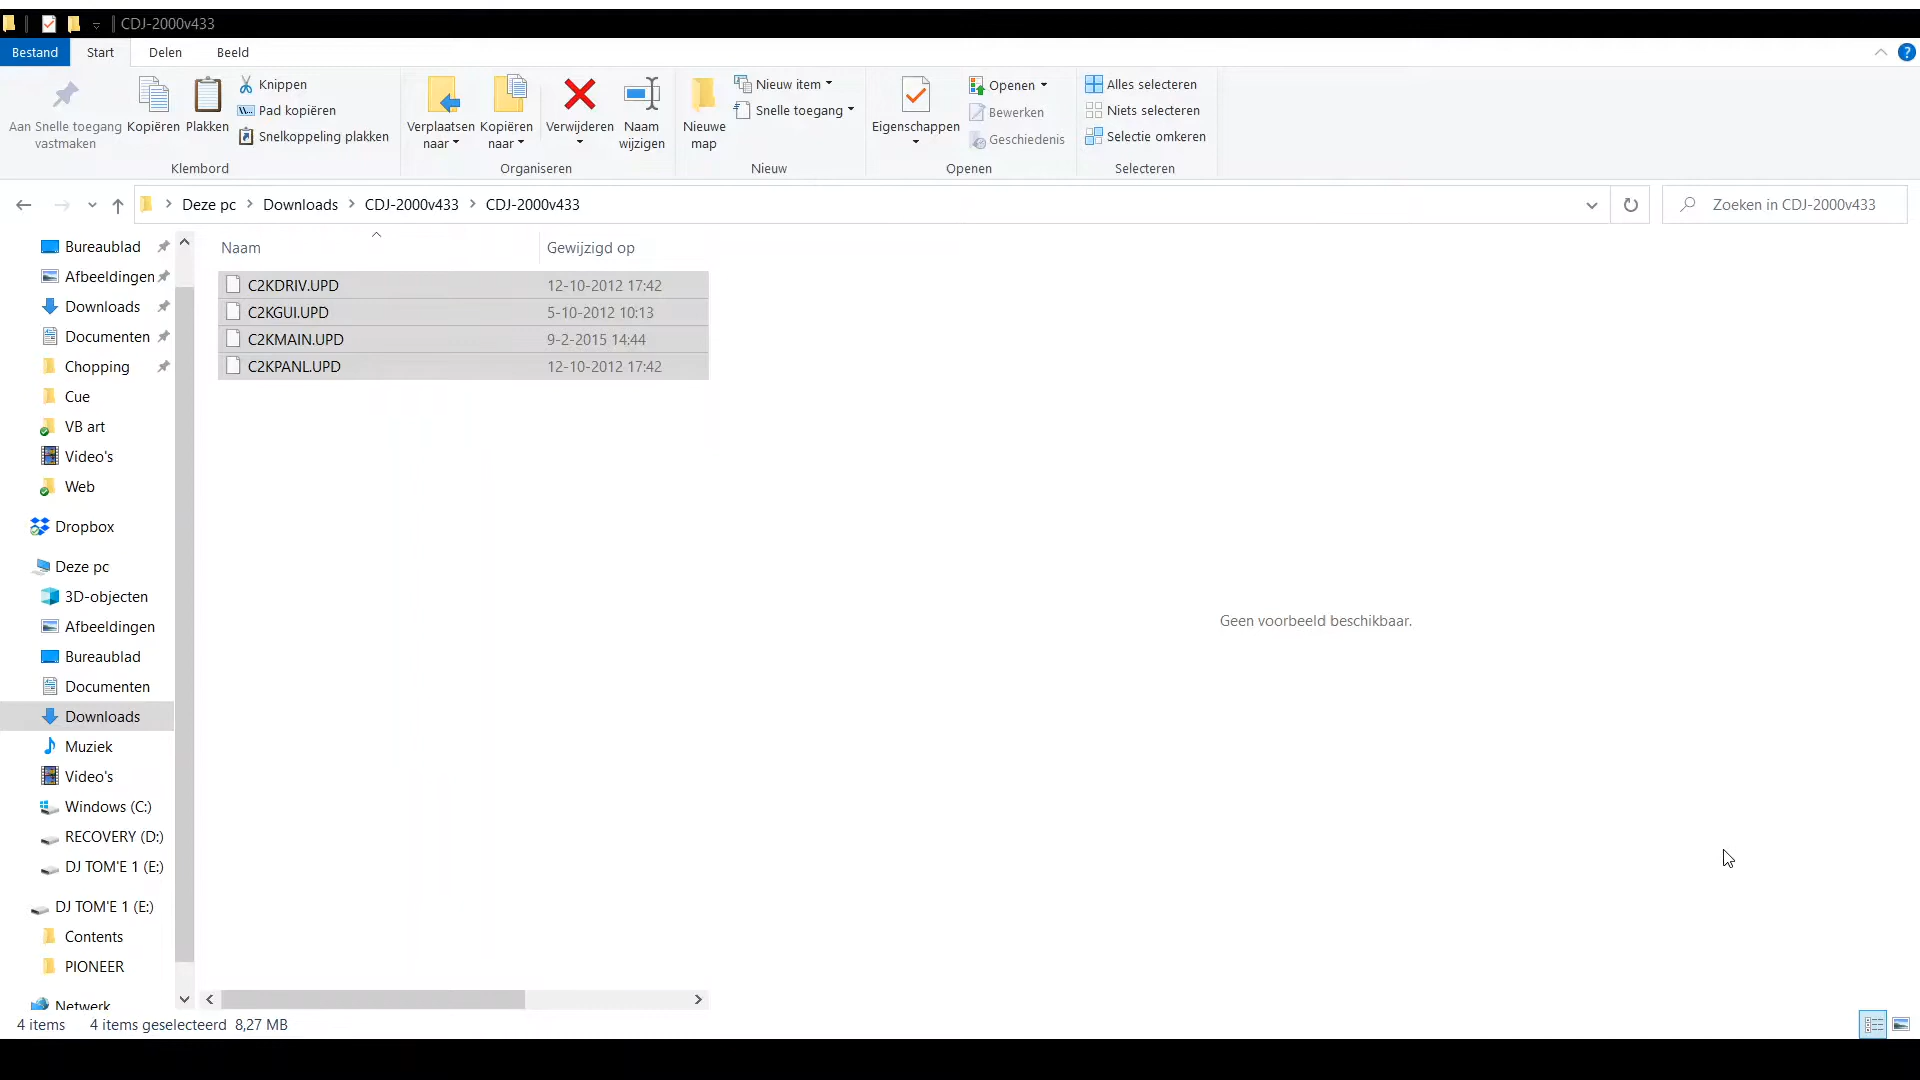 CDJ-2000v433
Bestand Start Delen Beeld
Aan Snelle toegang
vastmaken
Kopiëren
Plakken
Knippen
Pad kopiëren
Snelkoppeling plakken
Klembord
Verplaatsen
naar
Kopiëren
naar
Verwijderen
Naam
wijzigen
Organiseren
Nieuwe
map
Nieuw item
Snelle toegang
Nieuw
Eigenschappen
Openen
Bewerken
Geschiedenis
Openen
Alles selecteren
Niets selecteren
Selectie omkeren
Selecteren
Deze pc > Downloads > CDJ-2000v433 > CDJ-2000v433
Zoeken in CDJ-2000v433
Bureaublad
Afbeeldingen
Downloads
Documenten
Chopping
Cue
VB art
Video's
Web
Dropbox
Deze pc
3D-objecten
Afbeeldingen
Bureaublad
Documenten
Downloads
Muziek
Video's
Windows (C:)
RECOVERY (D:)
DJ TOM'E 1 (E:)
DJ TOM'E 1 (E:)
Contents
PIONEER
Netwerk
Naam Gewijzigd op
C2KDRIV.UPD 12-10-2012 17:42
C2KGUI.UPD 5-10-2012 10:13
C2KMAIN.UPD 9-2-2015 14:44
C2KPANL.UPD 12-10-2012 17:42
Geen voorbeeld beschikbaar.
4 items 4 items geselecteerd 8,27 MB